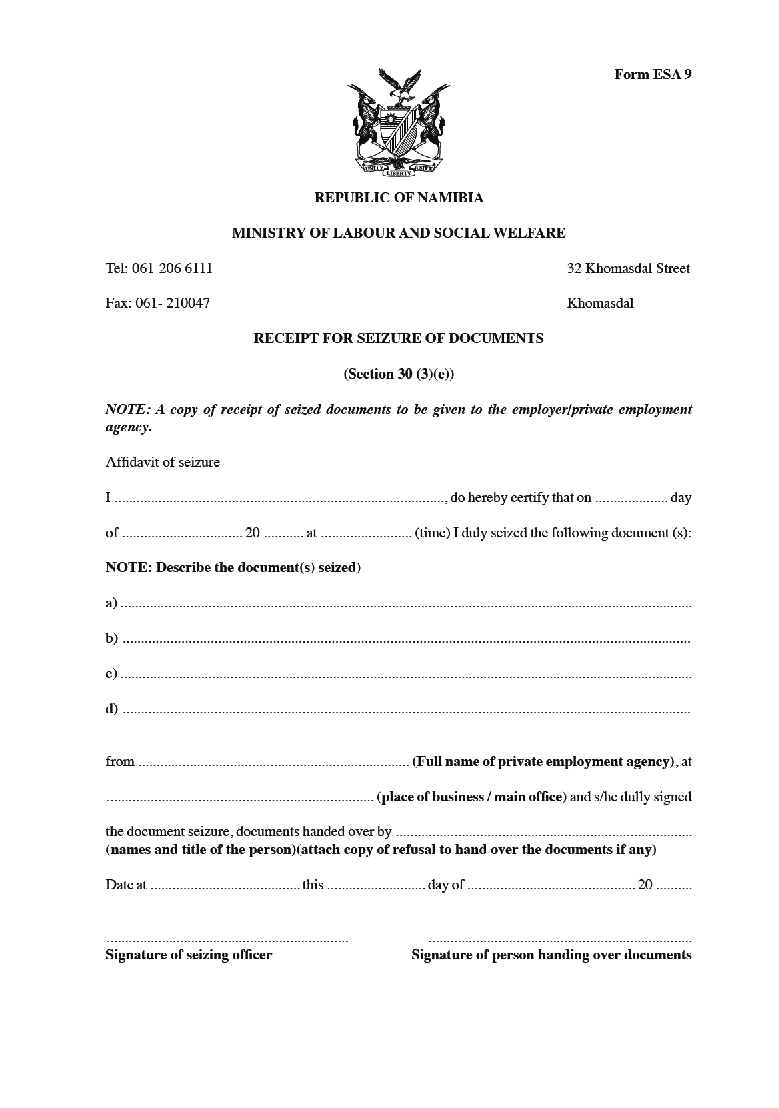 Form ESA 9
UNITY LIBERTY JUSTICE
REPUBLIC OF NAMIBIA
MINISTRY OF LABOUR AND SOCIAL WELFARE
Tel: 061 206 6111 32 Khomasdal Street
Fax: 061- 210047 Khomasdal
RECEIPT FOR SEIZURE OF DOCUMENTS
(Section 30 (3)(e))
NOTE: A copy of receipt of seized documents to be given to the employer/private employment
agency.
Affidavit of seizure
I ............................................................................................, do hereby certify that on .................... day
of ................................. 20 ........... at ......................... (time) I duly seized the following document (s):
NOTE: Describe the document(s) seized)
a) ..............................................................................................................................................................
b) .............................................................................................................................................................
c) ..............................................................................................................................................................
d) .............................................................................................................................................................
from ........................................................................... (Full name of private employment agency), at
.......................................................................... (place of business / main office) and s/he dully signed
the document seizure, documents handed over by ..................................................................................
(names and title of the person)(attach copy of refusal to hand over the documents if any)
Date at ......................................... this ........................... day of .............................................. 20 ..........
................................................................... .........................................................................
Signature of seizing officer Signature of person handing over documents